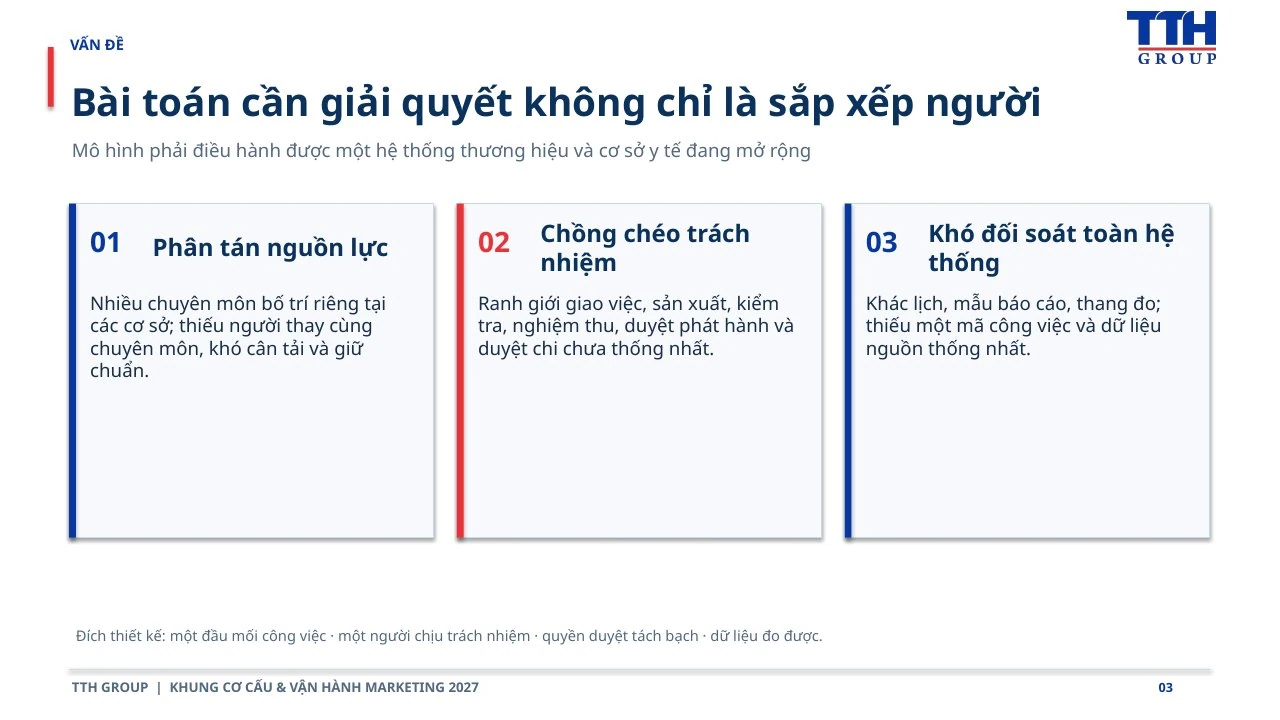 VẤN ĐỀ
TTH
GROUP
Bài toán cần giải quyết không chỉ là sắp xếp người
Mô hình phải điều hành được một hệ thống thương hiệu và cơ sở y tế đang mở rộng
01
Phân tán nguồn lực
Nhiều chuyên môn bố trí riêng tại
các cơ sở; thiếu người thay cùng
chuyên môn, khó cân tải và giữ
chuẩn.
02
Chồng chéo trách
nhiệm
Ranh giới giao việc, sản xuất, kiểm
tra, nghiệm thu, duyệt phát hành và
duyệt chi chưa thống nhất.
03
Khó đối soát toàn hệ
thống
Khác lịch, mẫu báo cáo, thang đo;
thiếu một mã công việc và dữ liệu
nguồn thống nhất.
Đích thiết kế: một đầu mối công việc · một người chịu trách nhiệm · quyền duyệt tách bạch · dữ liệu đo được.
TTH GROUP | KHUNG CƠ CẤU & VẬN HÀNH MARKETING 2027
03